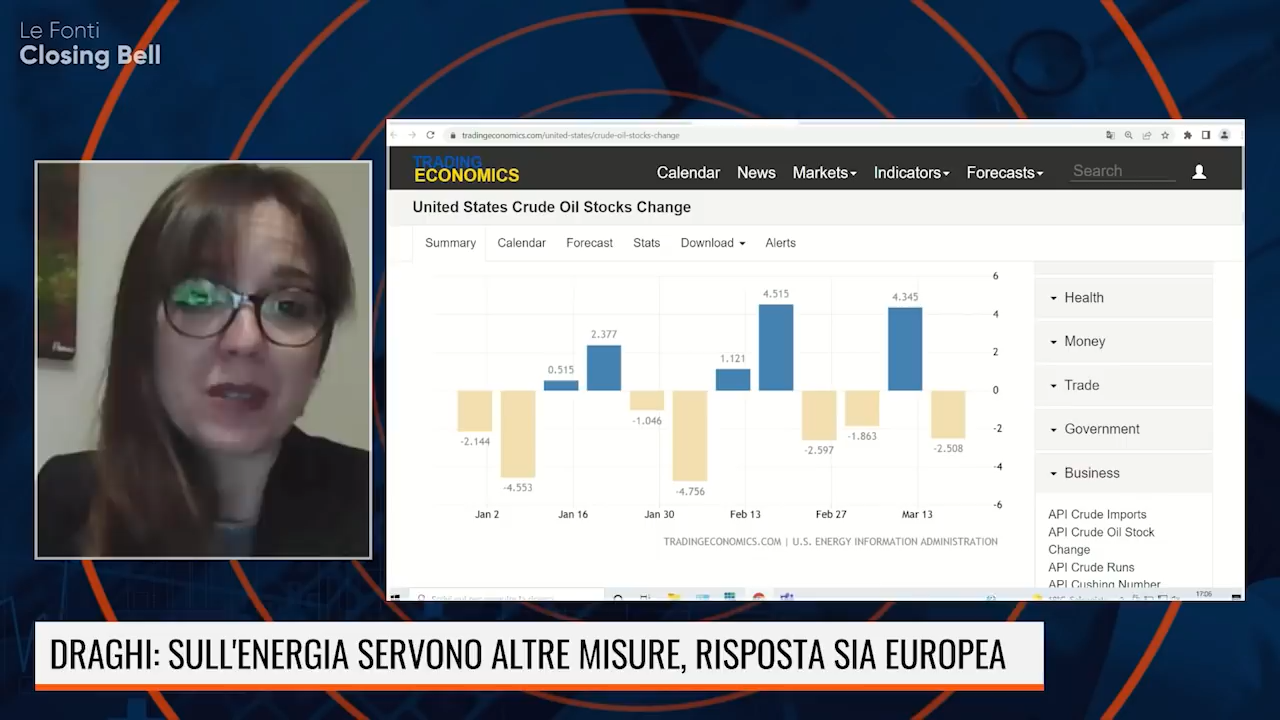 Le Fonti
Closing Bell
tradingeconomics.com/united-states/crude-oil-stocks-change
TRADING
ECONOMICS
Calendar News Markets Indicators Forecasts Search
United States Crude Oil Stocks Change
Summary Calendar Forecast Stats Download Alerts
6
4.515
4.345
4
2.377
2
1.121
0.515
0
-1.046
-2.144
-1.863
-2
-2.597
-2.508
-4
-4.553
-4.756
-6
Jan 2 Jan 16 Jan 30 Feb 13 Feb 27 Mar 13
TRADINGECONOMICS.COM | U.S. ENERGY INFORMATION ADMINISTRATION
Health
Money
Trade
Government
Business
API Crude Imports
API Crude Oil Stock
Change
API Crude Runs
API Cushing Number
17:06
DRAGHI: SULL'ENERGIA SERVONO ALTRE MISURE, RISPOSTA SIA EUROPEA